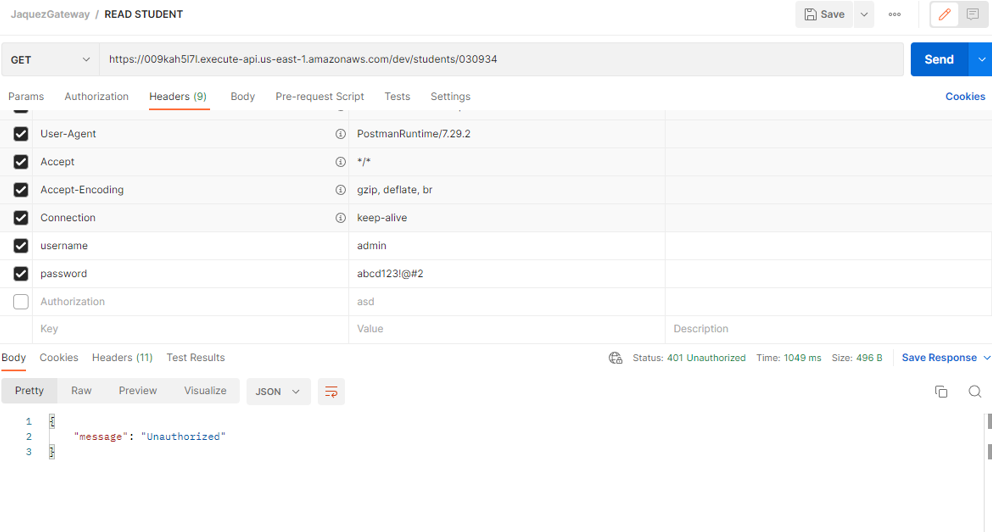 JaquezGateway / READ STUDENT
Save
GET https://009kah5l7l.execute-api.us-east-1.amazonaws.com/dev/students/030934 Send
Params Authorization Headers (9) Body Pre-request Script Tests Settings Cookies
User-Agent PostmanRuntime/7.29.2
Accept */*
Accept-Encoding gzip, deflate, br
Connection keep-alive
username admin
password abcd123!@#2
Authorization asd
Key Value Description
Body Cookies Headers (11) Test Results Status: 401 Unauthorized Time: 1049 ms Size: 496 B Save Response
Pretty Raw Preview Visualize JSON
1 {
2 "message": "Unauthorized"
3 }